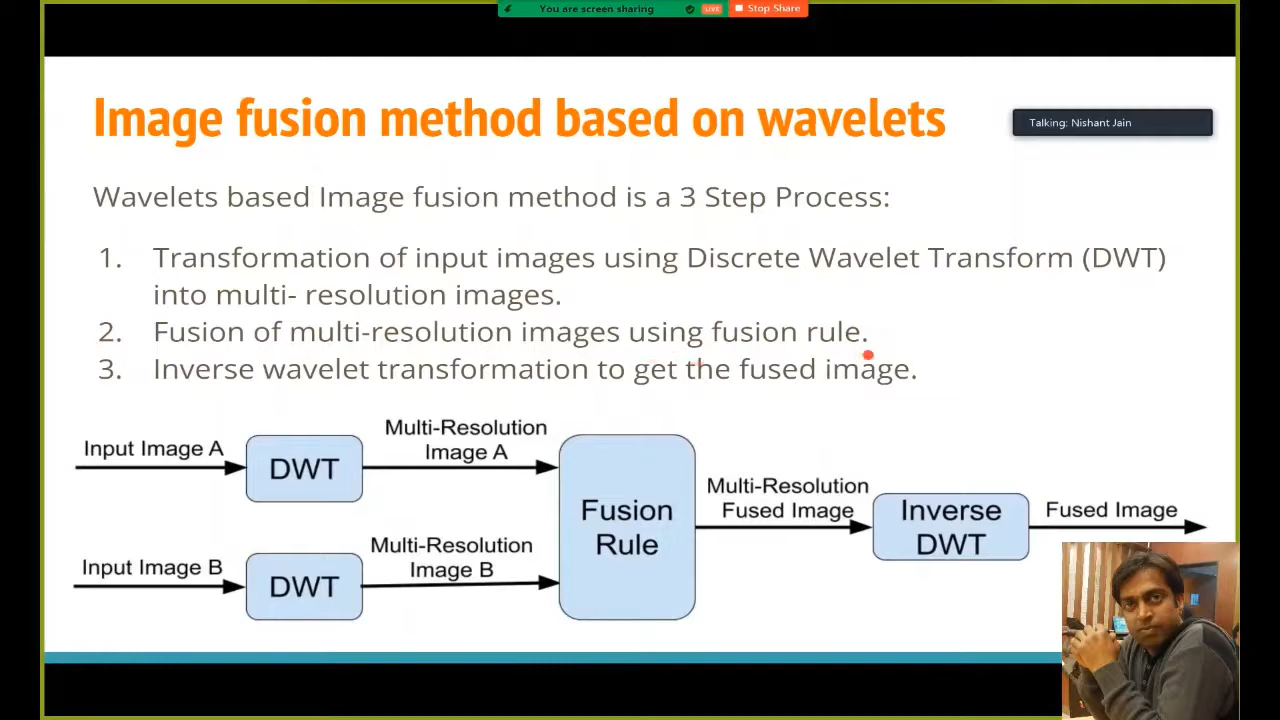 You are screen sharing LIVE Stop Share
Image fusion method based on wavelets
Talking: Nishant Jain
Wavelets based Image fusion method is a 3 Step Process:
1. Transformation of input images using Discrete Wavelet Transform (DWT)
into multi- resolution images.
2. Fusion of multi-resolution images using fusion rule.
3. Inverse wavelet transformation to get the fused image.
Input Image A
DWT
Multi-Resolution
Image A
Input Image B
DWT
Multi-Resolution
Image B
Fusion
Rule
Multi-Resolution
Fused Image
Inverse
DWT
Fused Image